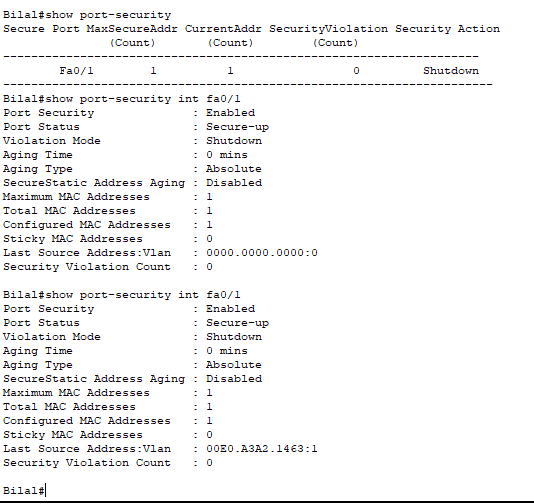 Bilal#show port-security
Secure Port MaxSecureAddr CurrentAddr SecurityViolation Security Action
(Count) (Count) (Count)
--------------------------------------------------------------------
Fa0/1 1 1 0 Shutdown
----------------------------------------------------------------------
Bilal#show port-security int fa0/1
Port Security : Enabled
Port Status : Secure-up
Violation Mode : Shutdown
Aging Time : 0 mins
Aging Type : Absolute
SecureStatic Address Aging : Disabled
Maximum MAC Addresses : 1
Total MAC Addresses : 1
Configured MAC Addresses : 1
Sticky MAC Addresses : 0
Last Source Address:Vlan : 0000.0000.0000:0
Security Violation Count : 0
Bilal#show port-security int fa0/1
Port Security : Enabled
Port Status : Secure-up
Violation Mode : Shutdown
Aging Time : 0 mins
Aging Type : Absolute
SecureStatic Address Aging : Disabled
Maximum MAC Addresses : 1
Total MAC Addresses : 1
Configured MAC Addresses : 1
Sticky MAC Addresses : 0
Last Source Address:Vlan : 00E0.A3A2.1463:1
Security Violation Count : 0
Bilal#